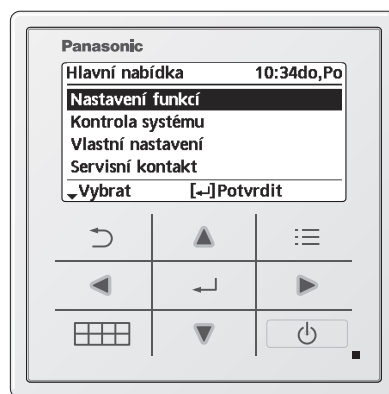 Panasonic
Hlavní nabídka 10:34do,Po
Nastavení funkcí
Kontrola systému
Vlastní nastavení
Servisní kontakt
Vybrat [↵]Potvrdit